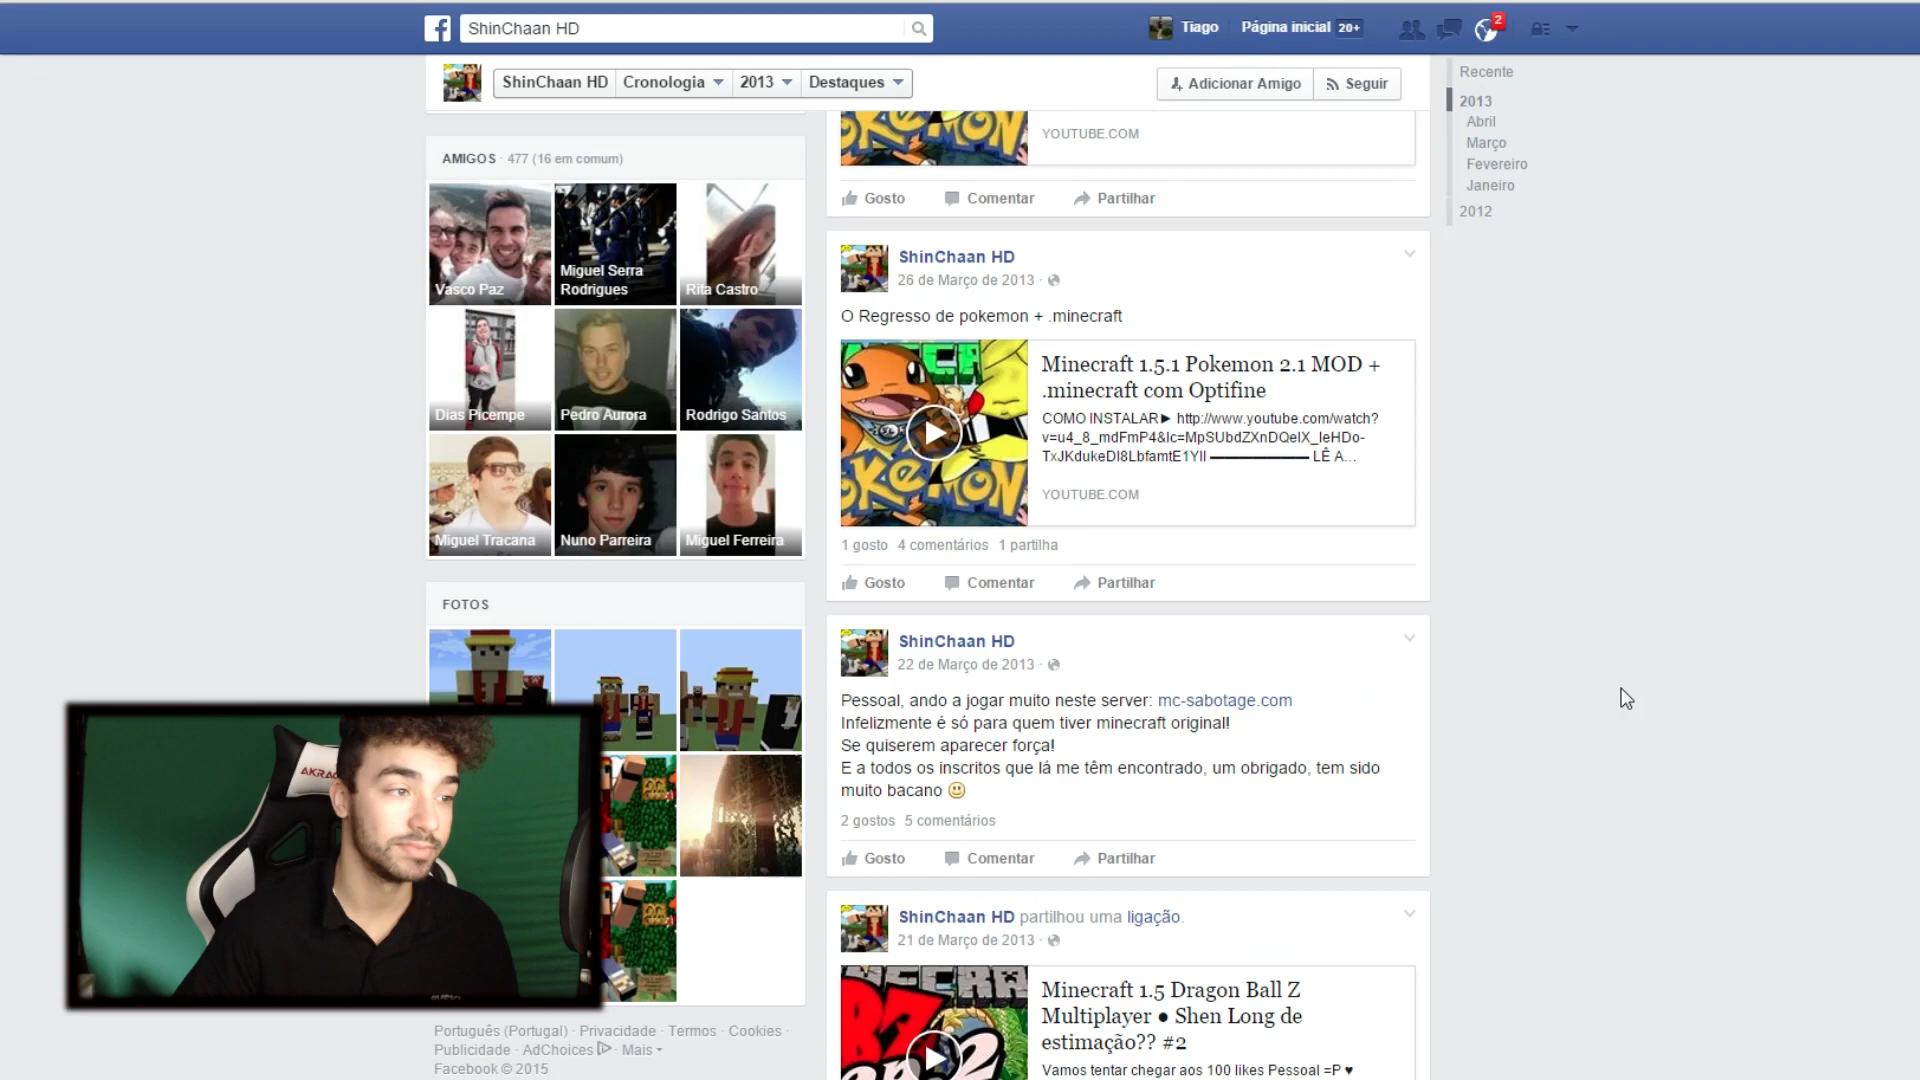 ShinChaan HD
Tiago
Página inicial 20+
2
ShinChaan HD
Cronologia
2013
Destaques
Adicionar Amigo
Seguir
Recente
2013
Abril
Março
Fevereiro
Janeiro
2012
AMIGOS · 477 (16 em comum)
Vasco Paz
Miguel Serra
Rodrigues
Rita Castro
Dias Picempe
Pedro Aurora
Rodrigo Santos
Miguel Tracana
Nuno Parreira
Miguel Ferreira
FOTOS
AKRAC
Português (Portugal) · Privacidade · Termos · Cookies ·
Publicidade · AdChoices · Mais
Facebook © 2015
POKéMON
YOUTUBE.COM
Gosto
Comentar
Partilhar
ShinChaan HD
26 de Março de 2013 ·
O Regresso de pokemon + .minecraft
POKéMON
Minecraft 1.5.1 Pokemon 2.1 MOD +
.minecraft com Optifine
COMO INSTALAR► http://www.youtube.com/watch?
v=u4_8_mdFmP4&lc=MpSUbdZXnDQelX_IeHDo-
TxJKdukeDI8LbfamtE1YlI ▬▬▬▬▬▬▬ LÊ A...
YOUTUBE.COM
1 gosto 4 comentários 1 partilha
Gosto
Comentar
Partilhar
ShinChaan HD
22 de Março de 2013 ·
Pessoal, ando a jogar muito neste server: mc-sabotage.com
Infelizmente é só para quem tiver minecraft original!
Se quiserem aparecer força!
E a todos os inscritos que lá me têm encontrado, um obrigado, tem sido
muito bacano
2 gostos 5 comentários
Gosto
Comentar
Partilhar
ShinChaan HD partilhou uma ligação.
21 de Março de 2013 ·
Minecraft 1.5 Dragon Ball Z
Multiplayer ● Shen Long de
estimação?? #2
Vamos tentar chegar aos 100 likes Pessoal =P ♥